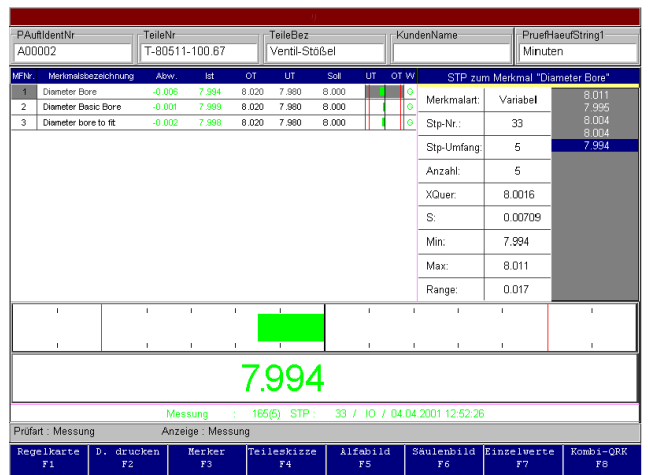 PAuftIdentNr TeileNr TeileBez KundenName PruefHaeufString1
A00002 T-80511-100.67 Ventil-Stößel Minuten
MFNr. Merkmalsbezeichnung Abw. Ist OT UT Soll UT OT W
1 Diameter Bore -0.006 7.994 8.020 7.980 8.000 G
2 Diameter Basic Bore -0.001 7.999 8.020 7.980 8.000 G
3 Diameter bore to fit -0.002 7.998 8.020 7.980 8.000 G
STP zum Merkmal "Diameter Bore"
Merkmalart: Variabel
Stp-Nr.: 33
Stp-Umfang: 5
Anzahl: 5
XQuer: 8.0016
S: 0.00709
Min: 7.994
Max: 8.011
Range: 0.017
8.011
7.995
8.004
8.004
7.994
7.994
Messung : 165(5) STP : 33 / IO / 04.04.2001 12:52:26
Prüfart : Messung Anzeige : Messung
Regelkarte D. drucken Merker Teileskizze Alfabild Säulenbild Einzelwerte Kombi-QRK
F1 F2 F3 F4 F5 F6 F7 F8